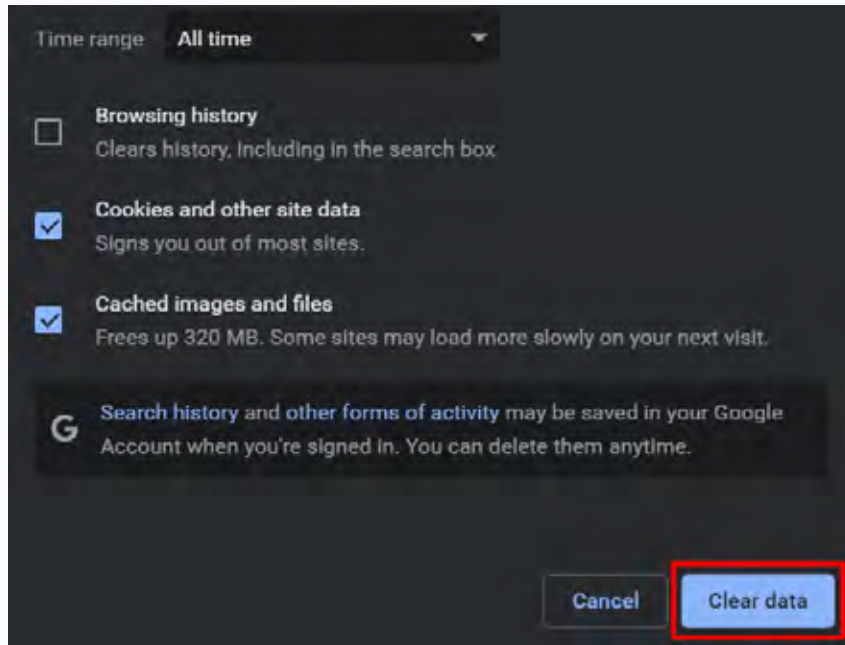 Time range All time
Browsing history
Clears history, including in the search box
Cookies and other site data
Signs you out of most sites.
Cached images and files
Frees up 320 MB. Some sites may load more slowly on your next visit.
G Search history and other forms of activity may be saved in your Google
Account when you're signed in. You can delete them anytime.
Cancel Clear data